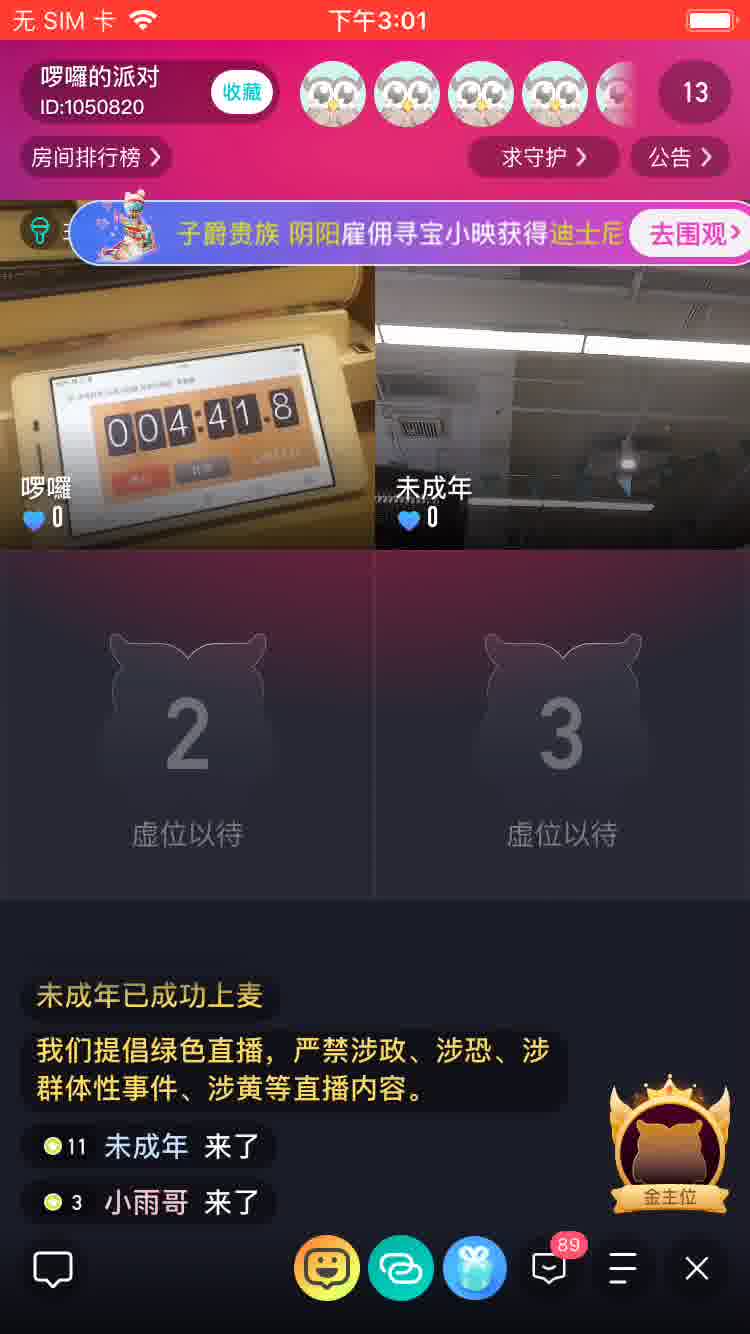 无 SIM 卡
下午3:01
啰囉的派对
ID:1050820
收藏
13
房间排行榜
求守护
公告
子爵贵族 阴阳雇佣寻宝小映获得迪士尼
去围观
004:41.8
啰囉
0
未成年
0
2
3
虚位以待
虚位以待
未成年已成功上麦
我们提倡绿色直播，严禁涉政、涉恐、涉
群体性事件、涉黄等直播内容。
11 未成年 来了
3 小雨哥 来了
金主位
89